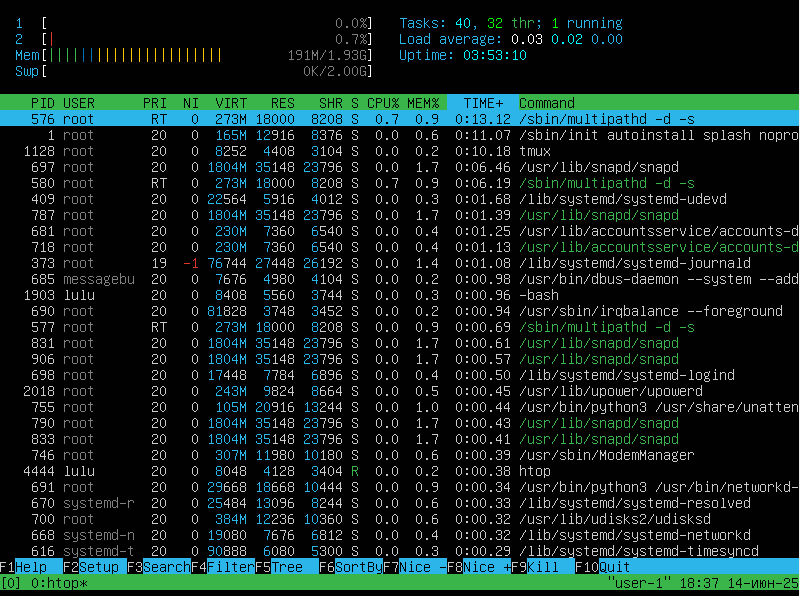 1 [ 0.0%] Tasks: 40, 32 thr; 1 running
2 [| 0.7%] Load average: 0.03 0.02 0.00
Mem[|||||||||||||||||||||| 191M/1.93G] Uptime: 03:53:10
Swp[ 0K/2.00G]
PID USER PRI NI VIRT RES SHR S CPU% MEM% TIME+ Command
576 root RT 0 273M 18000 8208 S 0.7 0.9 0:13.12 /sbin/multipathd -d -s
1 root 20 0 165M 12916 8376 S 0.0 0.6 0:11.07 /sbin/init autoinstall splash nopro
1128 root 20 0 8252 4408 3104 S 0.0 0.2 0:10.18 tmux
697 root 20 0 1804M 35148 23796 S 0.0 1.7 0:06.46 /usr/lib/snapd/snapd
580 root RT 0 273M 18000 8208 S 0.7 0.9 0:06.19 /sbin/multipathd -d -s
409 root 20 0 22564 5916 4012 S 0.0 0.3 0:01.68 /lib/systemd/systemd-udevd
787 root 20 0 1804M 35148 23796 S 0.0 1.7 0:01.39 /usr/lib/snapd/snapd
681 root 20 0 230M 7360 6540 S 0.0 0.4 0:01.25 /usr/lib/accountsservice/accounts-d
718 root 20 0 230M 7360 6540 S 0.0 0.4 0:01.13 /usr/lib/accountsservice/accounts-d
373 root 19 -1 76744 27448 26192 S 0.0 1.4 0:01.08 /lib/systemd/systemd-journald
685 messagebu 20 0 7676 4980 4104 S 0.0 0.2 0:00.98 /usr/bin/dbus-daemon --system --add
1903 lulu 20 0 8408 5560 3744 S 0.0 0.3 0:00.96 -bash
690 root 20 0 81828 3748 3452 S 0.0 0.2 0:00.94 /usr/sbin/irqbalance --foreground
577 root RT 0 273M 18000 8208 S 0.0 0.9 0:00.69 /sbin/multipathd -d -s
831 root 20 0 1804M 35148 23796 S 0.0 1.7 0:00.61 /usr/lib/snapd/snapd
906 root 20 0 1804M 35148 23796 S 0.0 1.7 0:00.57 /usr/lib/snapd/snapd
698 root 20 0 17448 7784 6896 S 0.0 0.4 0:00.50 /lib/systemd/systemd-logind
2018 root 20 0 243M 9824 8664 S 0.0 0.5 0:00.45 /usr/lib/upower/upowerd
755 root 20 0 105M 20916 13244 S 0.0 1.0 0:00.44 /usr/bin/python3 /usr/share/unatten
790 root 20 0 1804M 35148 23796 S 0.0 1.7 0:00.43 /usr/lib/snapd/snapd
833 root 20 0 1804M 35148 23796 S 0.0 1.7 0:00.41 /usr/lib/snapd/snapd
746 root 20 0 307M 11980 10180 S 0.0 0.6 0:00.39 /usr/sbin/ModemManager
4444 lulu 20 0 8048 4128 3404 R 0.0 0.2 0:00.38 htop
691 root 20 0 29668 18668 10444 S 0.0 0.9 0:00.34 /usr/bin/python3 /usr/bin/networkd-
670 systemd-r 20 0 25484 13096 8244 S 0.0 0.6 0:00.33 /lib/systemd/systemd-resolved
700 root 20 0 384M 12236 10360 S 0.0 0.6 0:00.32 /usr/lib/udisks2/udisksd
668 systemd-n 20 0 19080 7676 6812 S 0.0 0.4 0:00.32 /lib/systemd/systemd-networkd
616 systemd-t 20 0 90888 6080 5300 S 0.0 0.3 0:00.29 /lib/systemd/systemd-timesyncd
F1Help F2Setup F3SearchF4FilterF5Tree F6SortByF7Nice -F8Nice +F9Kill F10Quit
[0] 0:htop* "user-1" 18:37 14-июн-25